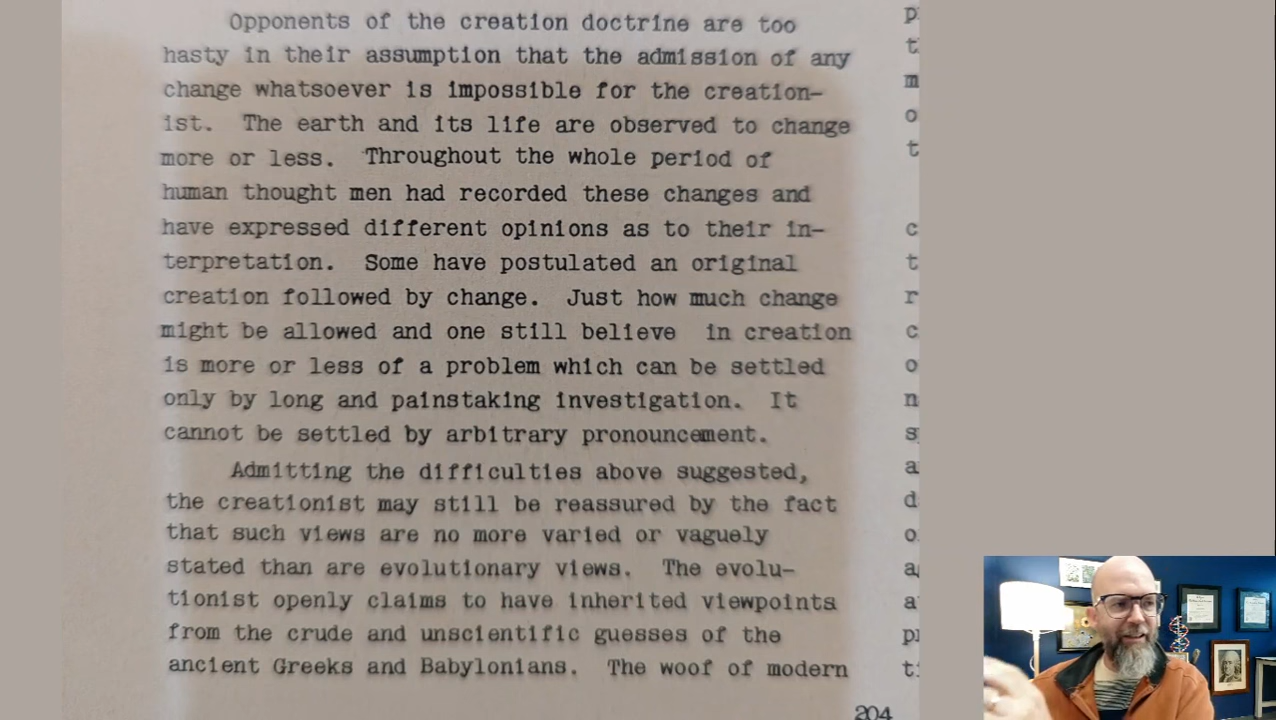 Opponents of the creation doctrine are too
hasty in their assumption that the admission of any
change whatsoever is impossible for the creation-
ist. The earth and its life are observed to change
more or less. Throughout the whole period of
human thought men had recorded these changes and
have expressed different opinions as to their in-
terpretation. Some have postulated an original
creation followed by change. Just how much change
might be allowed and one still believe in creation
is more or less of a problem which can be settled
only by long and painstaking investigation. It
cannot be settled by arbitrary pronouncement.
Admitting the difficulties above suggested,
the creationist may still be reassured by the fact
that such views are no more varied or vaguely
stated than are evolutionary views. The evolu-
tionist openly claims to have inherited viewpoints
from the crude and unscientific guesses of the
ancient Greeks and Babylonians. The woof of modern
204